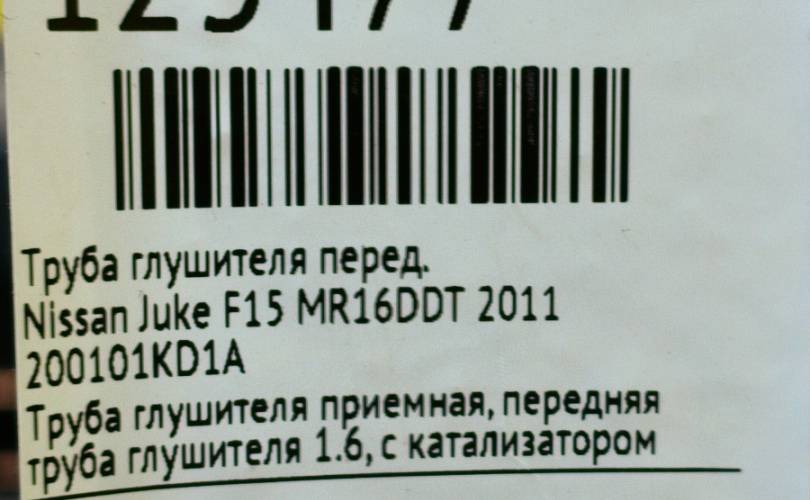 Труба глушителя перед.
Nissan Juke F15 MR16DDT 2011
200101KD1A
Труба глушителя приемная, передняя
труба глушителя 1.6, с катализатором